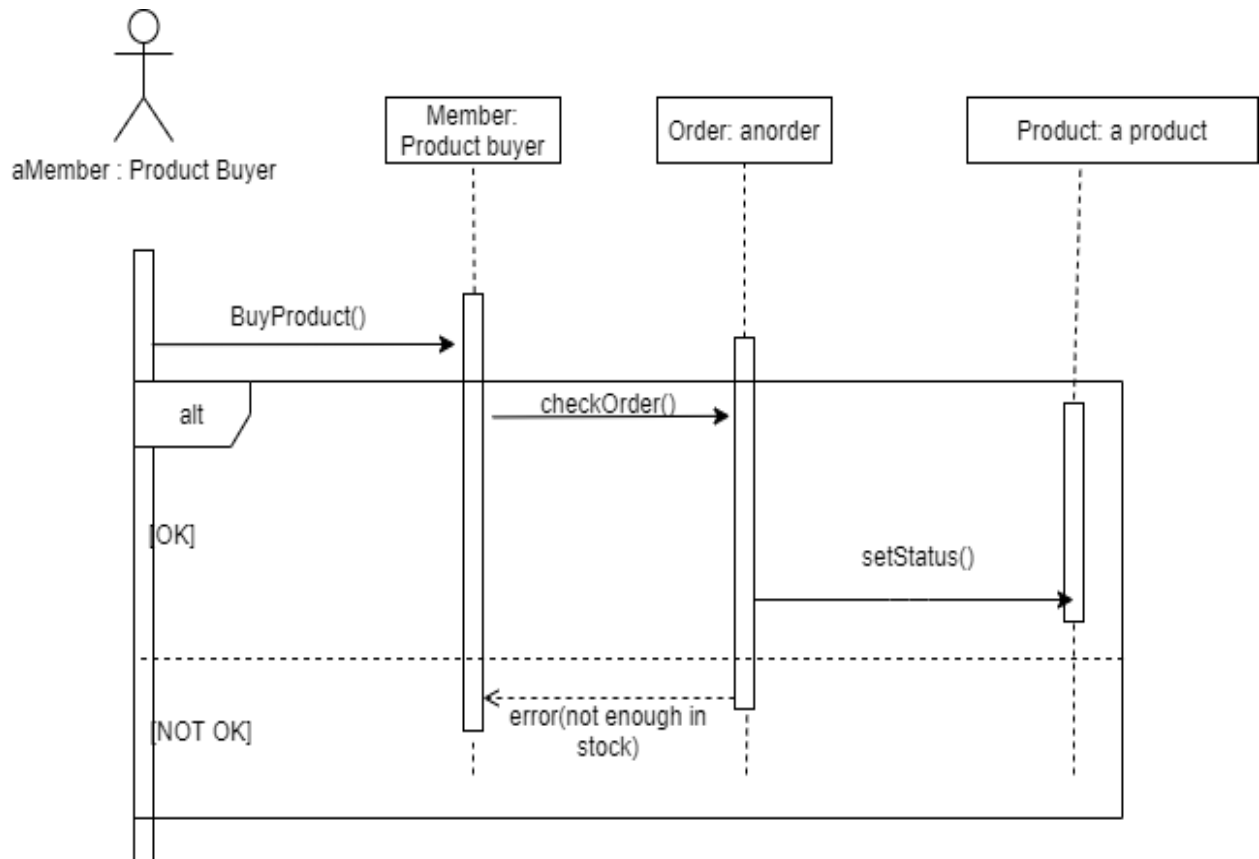 Member:
Product buyer
Order: anorder
Product: a product
aMember : Product Buyer
BuyProduct()
alt
checkOrder()
[OK]
setStatus()
error(not enough in
stock)
[NOT OK]